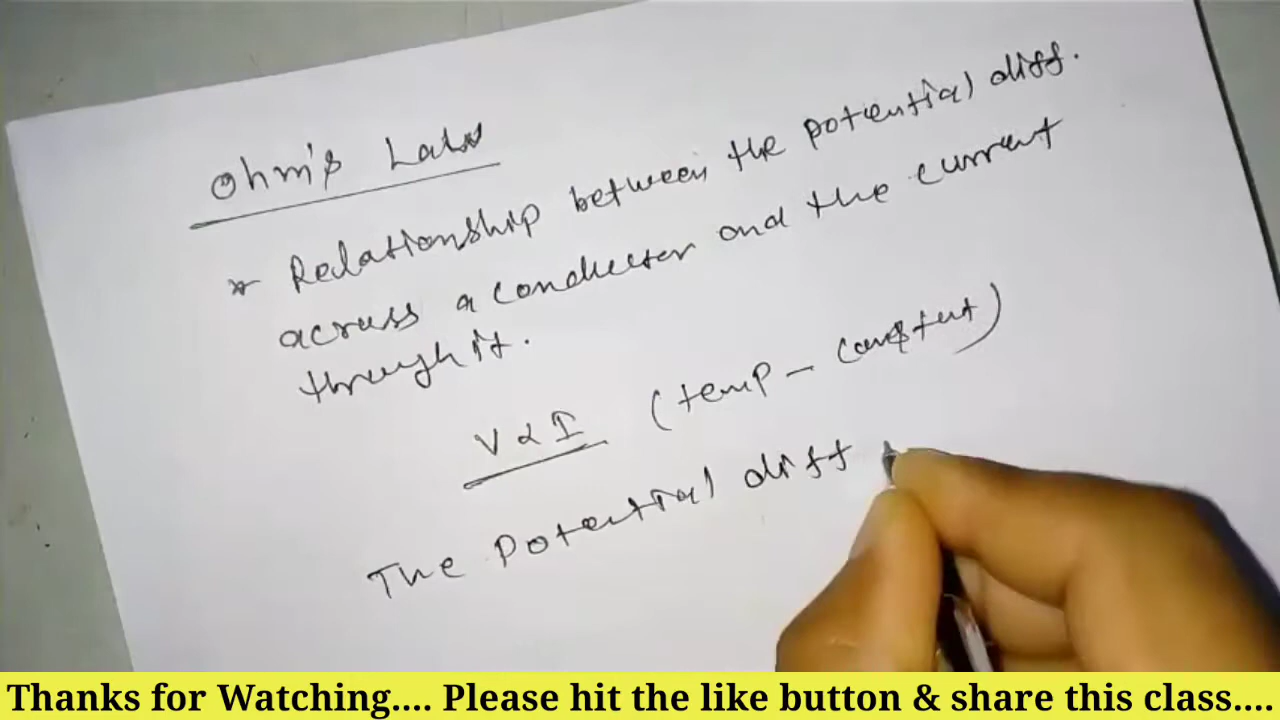 Ohm's Law
* Relationship between the potential diff.
across a conductor and the current
through it.
V ∝ I (temp - constant)
The Potential diff
Thanks for Watching.... Please hit the like button & share this class....